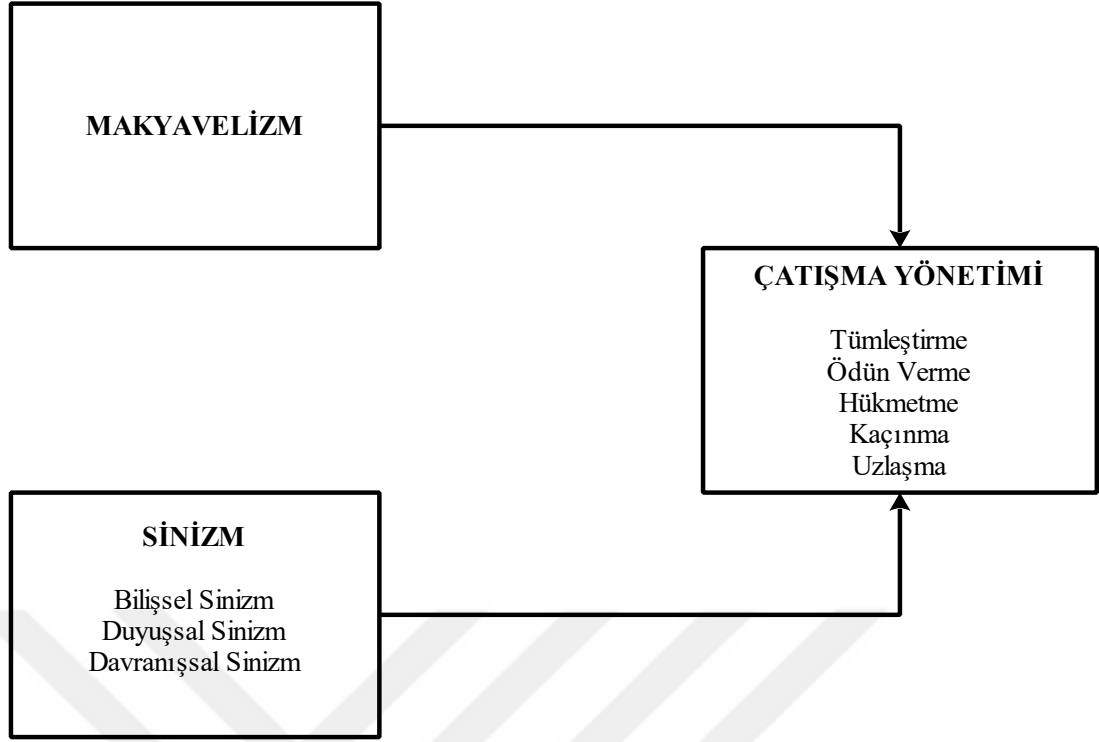 MAKYAVELİZM
ÇATIŞMA YÖNETİMİ
Tümleştirme
Ödün Verme
Hükmetme
Kaçınma
Uzlaşma
SİNİZM
Bilişsel Sinizm
Duyuşsal Sinizm
Davranışsal Sinizm